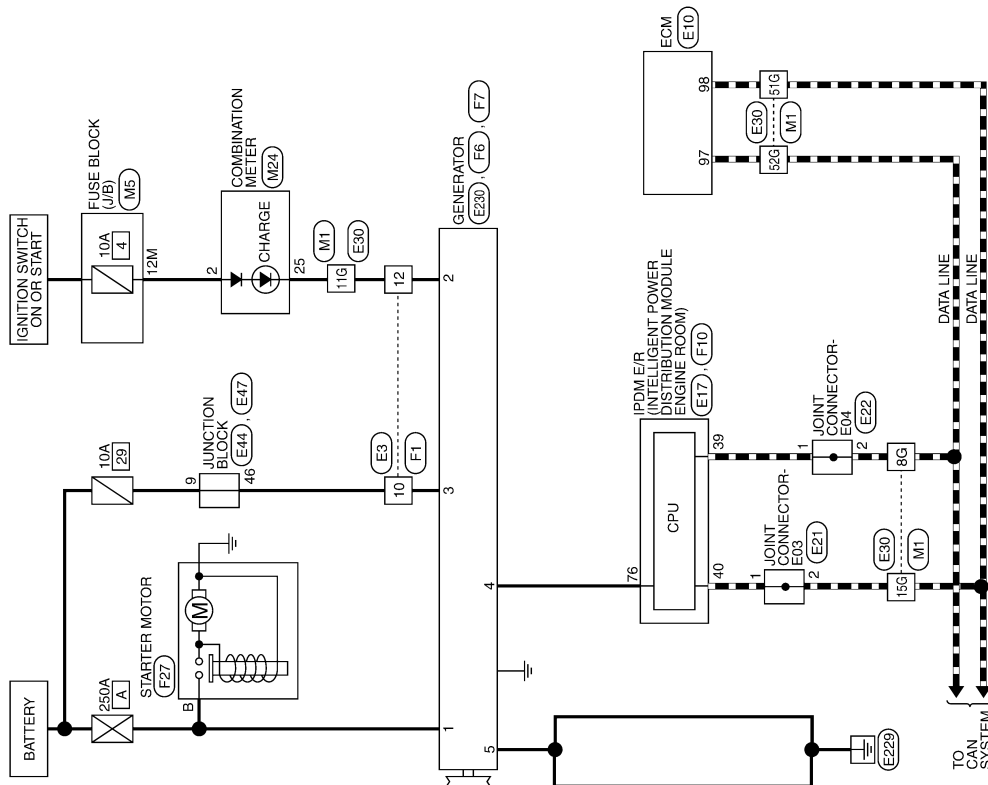 BATTERY
250A
A
10A
29
IGNITION SWITCH
ON OR START
FUSE BLOCK
(J/B)
M5
10A
4
12M
COMBINATION
METER
M24
2
CHARGE
25
11G
M1
E30
12
2
9
JUNCTION
BLOCK
E44 , E47
46
10
E3
F1
3
STARTER MOTOR
F27
M
B
1
GENERATOR
E230 , F6 , F7
4
5
E229
IPDM E/R
(INTELLIGENT POWER
DISTRIBUTION MODULE
ENGINE ROOM)
E17 , F10
76
CPU
40
39
1
JOINT
CONNECTOR-
E03
E21
2
1
JOINT
CONNECTOR-
E04
E22
2
15G
E30
M1
8G
ECM
E10
97
98
52G
E30
M1
51G
DATA LINE
DATA LINE
TO
CAN
SYSTEM